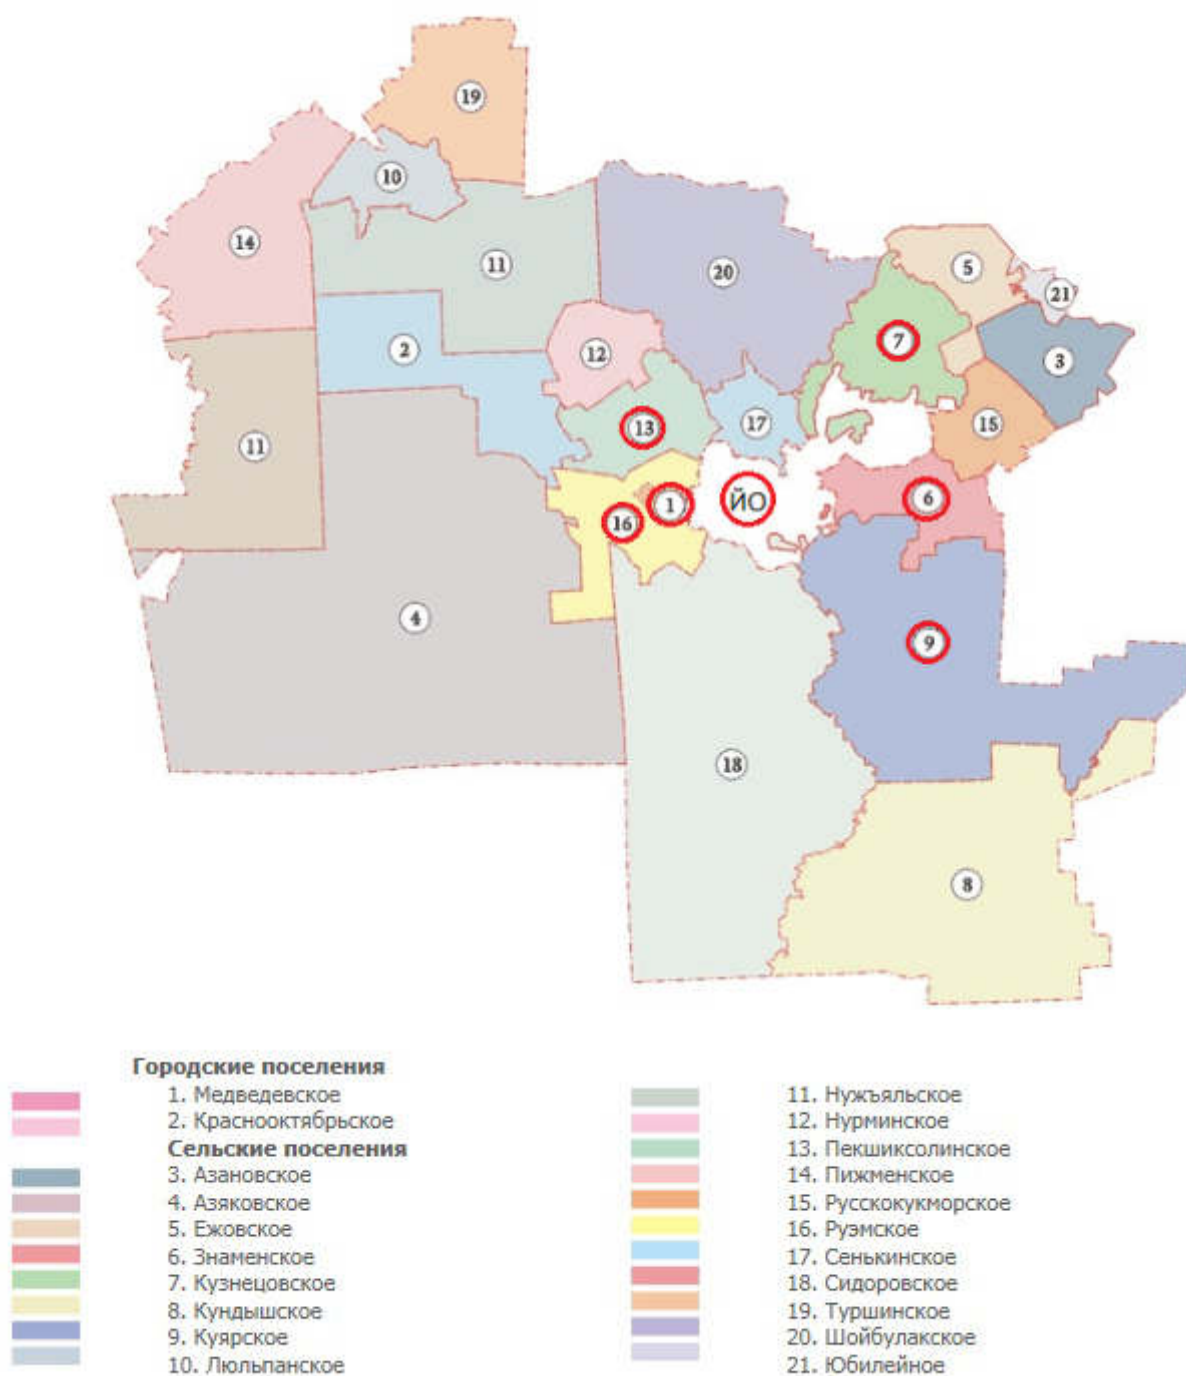 19
10
14
11
20
5
21
7
3
2
12
13
17
15
11
1
ЙО
6
16
4
9
18
8
Городские поселения
1. Медведевское
2. Краснооктябрьское
Сельские поселения
3. Азановское
4. Азяковское
5. Ежовское
6. Знаменское
7. Кузнецовское
8. Кундышское
9. Куярское
10. Люльпанское
11. Нужъяльское
12. Нурминское
13. Пекшиксолинское
14. Пижменское
15. Русскокукморское
16. Руэмское
17. Сенькинское
18. Сидоровское
19. Туршинское
20. Шойбулакское
21. Юбилейное